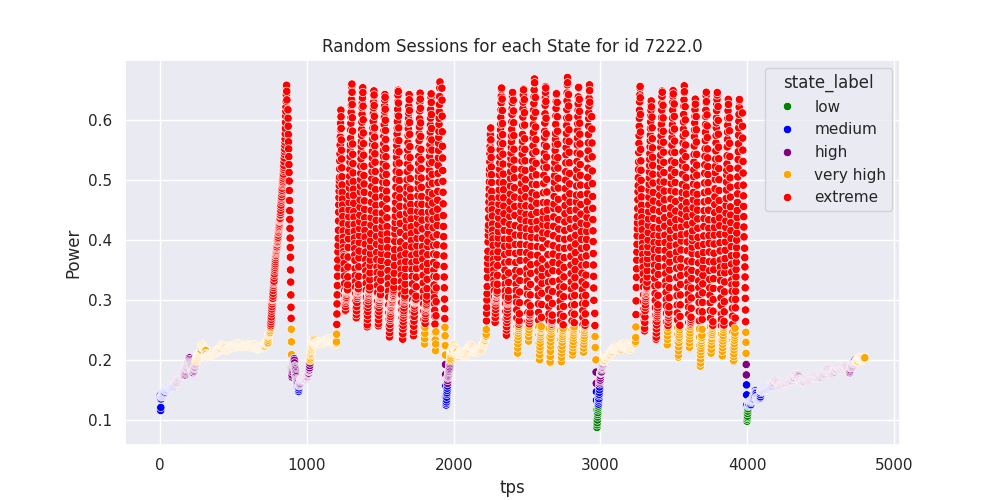 Random Sessions for each State for id 7222.0
state_label
low
medium
high
very high
extreme
Power
0.6
0.5
0.4
0.3
0.2
0.1
0 1000 2000 3000 4000 5000
tps